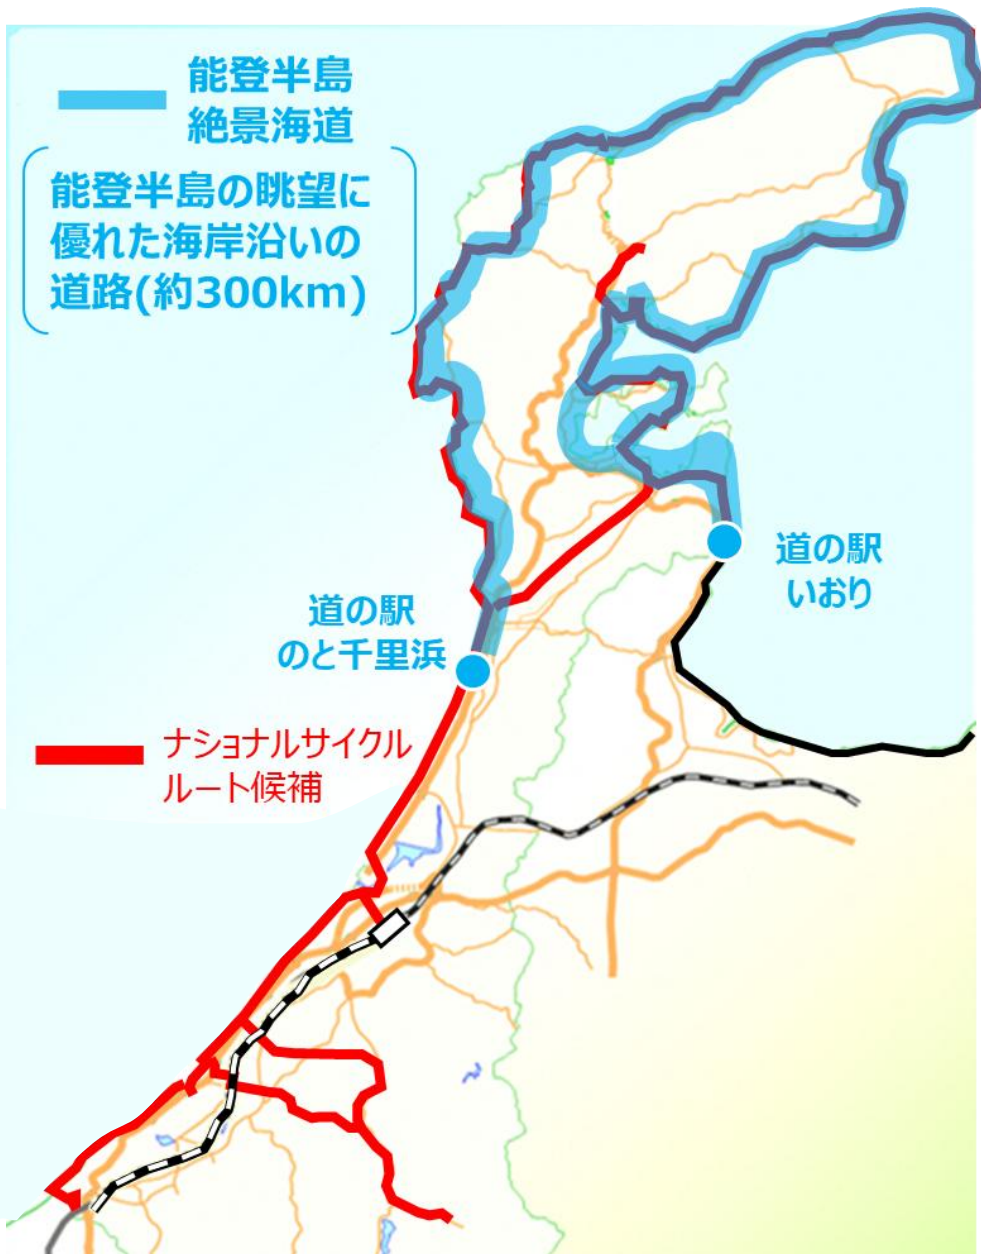 能登半島
絶景海道
能登半島の眺望に
優れた海岸沿いの
道路(約300km)
道の駅
いおり
道の駅
のと千里浜
ナショナルサイクル
ルート候補